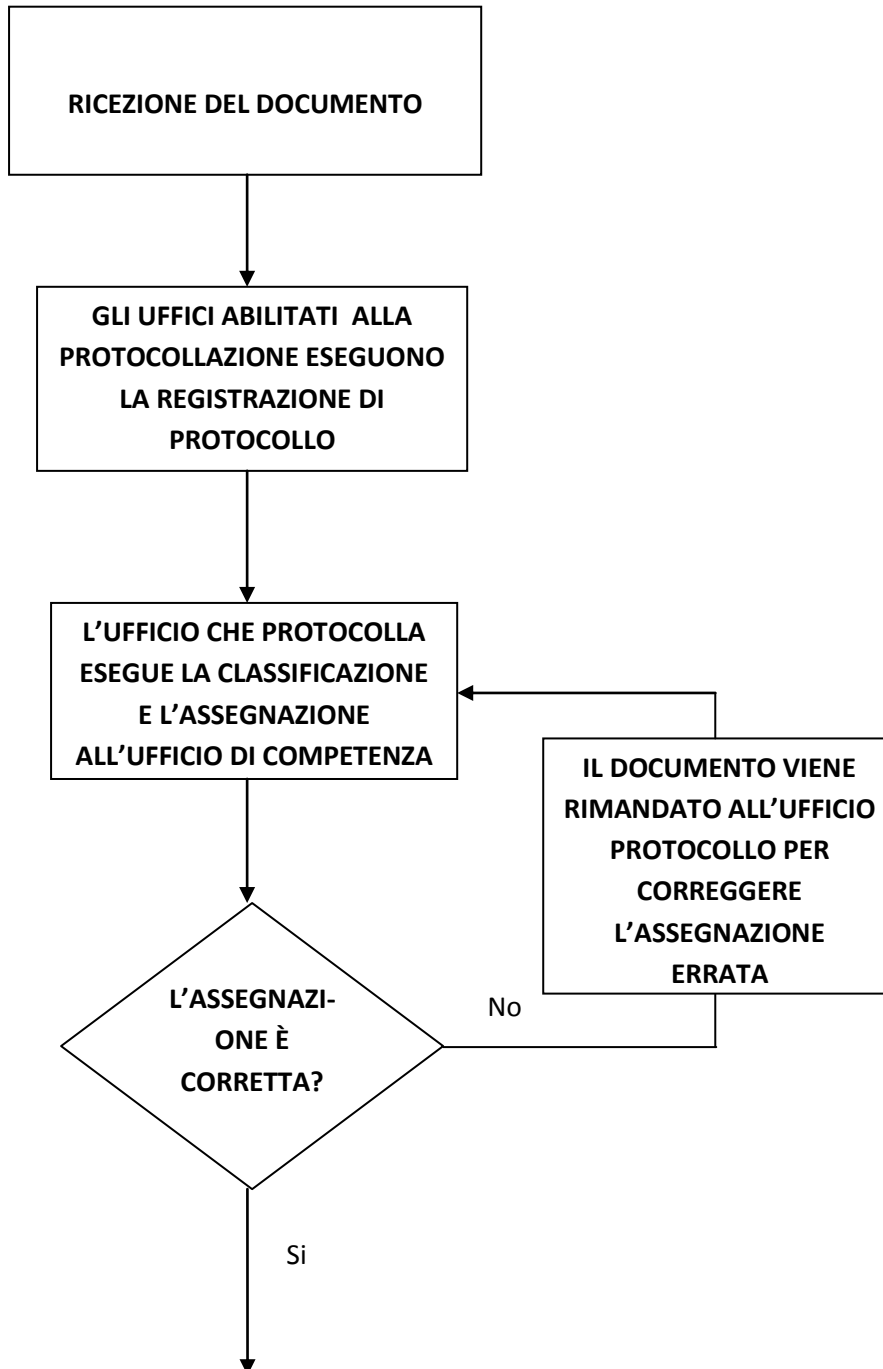 RICEZIONE DEL DOCUMENTO
GLI UFFICI ABILITATI  ALLA
PROTOCOLLAZIONE ESEGUONO
LA REGISTRAZIONE DI
PROTOCOLLO
L’UFFICIO CHE PROTOCOLLA
ESEGUE LA CLASSIFICAZIONE
E L’ASSEGNAZIONE
ALL’UFFICIO DI COMPETENZA
IL DOCUMENTO VIENE
RIMANDATO ALL’UFFICIO
PROTOCOLLO PER
CORREGGERE
L’ASSEGNAZIONE
ERRATA
L’ASSEGNAZI-
ONE È
CORRETTA?
No
Si